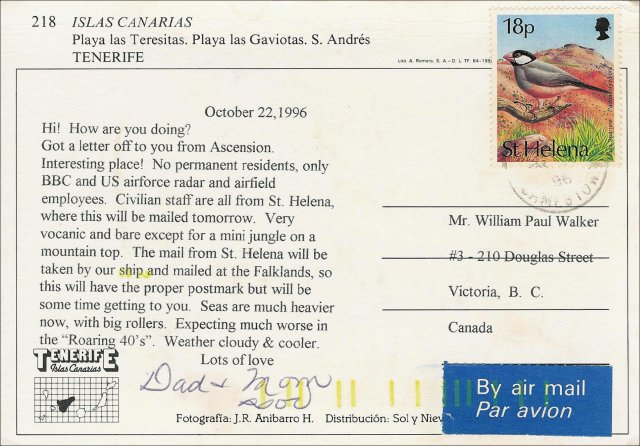 218 ISLAS CANARIAS
Playa las Teresitas. Playa las Gaviotas. S. Andrés
TENERIFE
Lito. A. Romero, S. A. - D. L. TF. 64-199
18p
St Helena
96
October 22,1996
Hi! How are you doing?
Got a letter off to you from Ascension.
Interesting place! No permanent residents, only
BBC and US airforce radar and airfield
employees. Civilian staff are all from St. Helena,
where this will be mailed tomorrow. Very
vocanic and bare except for a mini jungle on a
mountain top. The mail from St. Helena will be
taken by our ship and mailed at the Falklands, so
this will have the proper postmark but will be
some time getting to you. Seas are much heavier
now, with big rollers. Expecting much worse in
the "Roaring 40's". Weather cloudy & cooler.
Lots of love
Dad & Mom
Mr. William Paul Walker
#3 - 210 Douglas Street
Victoria, B. C.
Canada
TENERIFE
Islas Canarias
By air mail
Par avion
Fotografía: J.R. Anibarro H. Distribución: Sol y Niev